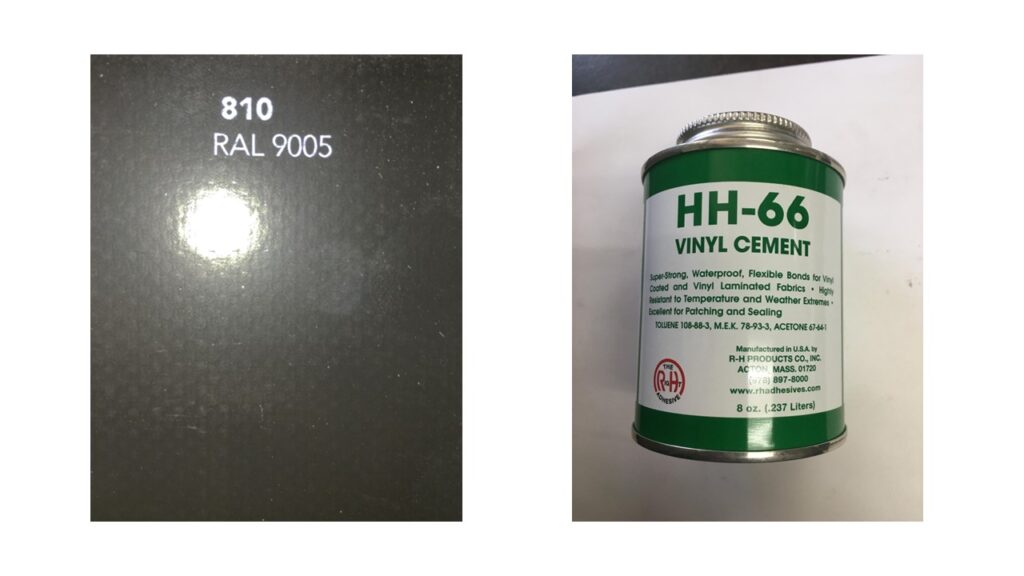 810
RAL 9005
HH-66
VINYL CEMENT
Super-Strong, Waterproof, Flexible Bonds for Vinyl
Coated and Vinyl Laminated Fabrics • Highly
Resistant to Temperature and Weather Extremes •
Excellent for Patching and Sealing
TOLUENE 108-88-3, M.E.K. 78-93-3, ACETONE 67-64-1
Manufactured in U.S.A. by
R-H PRODUCTS CO., INC.
ACTON, MASS. 01720
(978) 897-8000
www.rhadhesives.com
THE
R-H
ADHESIVE
8 oz. (.237 Liters)